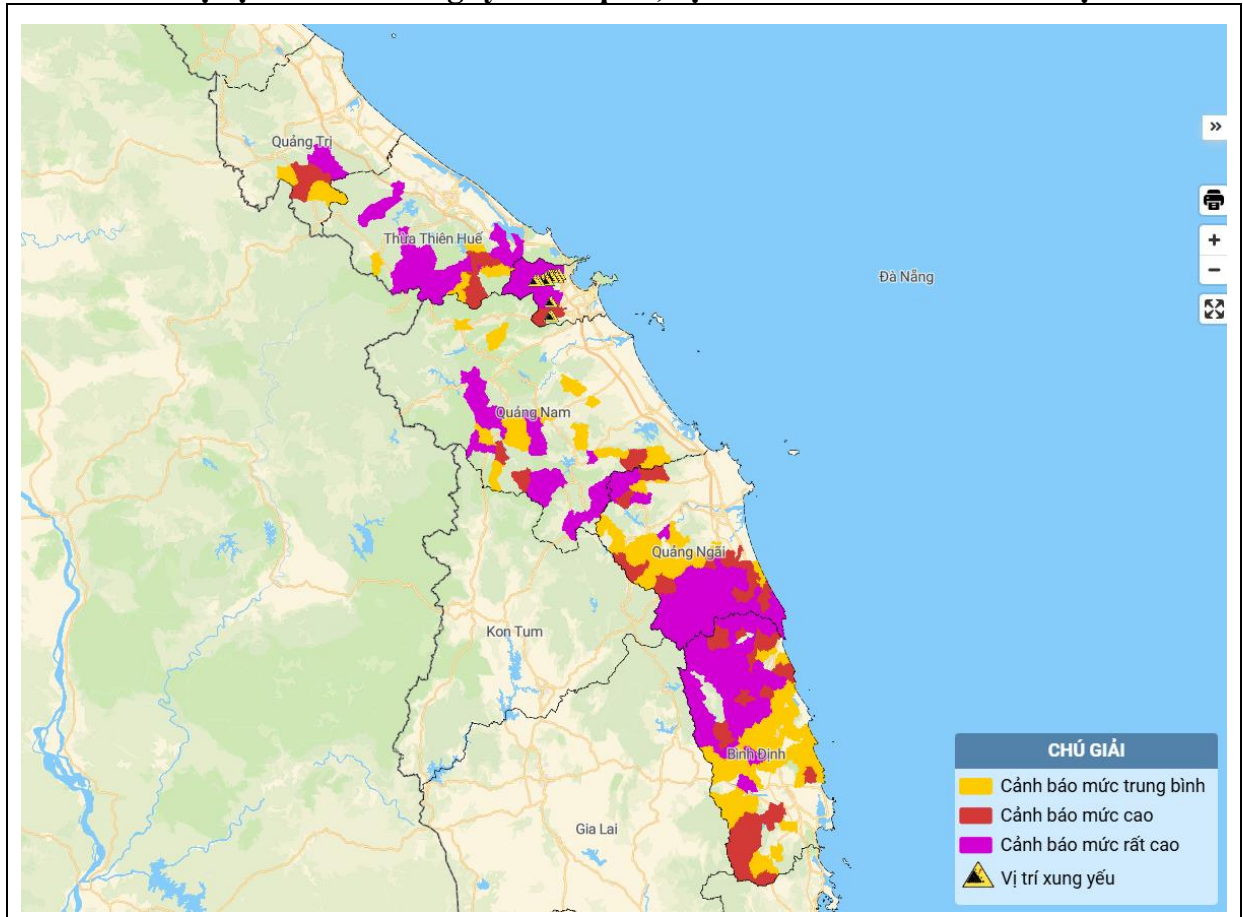 Quảng Trị
»
Thừa Thiên Huế
+
−
Đà Nẵng
Quảng Nam
Quảng Ngãi
Kon Tum
Bình Định
Gia Lai
CHÚ GIẢI
Cảnh báo mức trung bình
Cảnh báo mức cao
Cảnh báo mức rất cao
Vị trí xung yếu